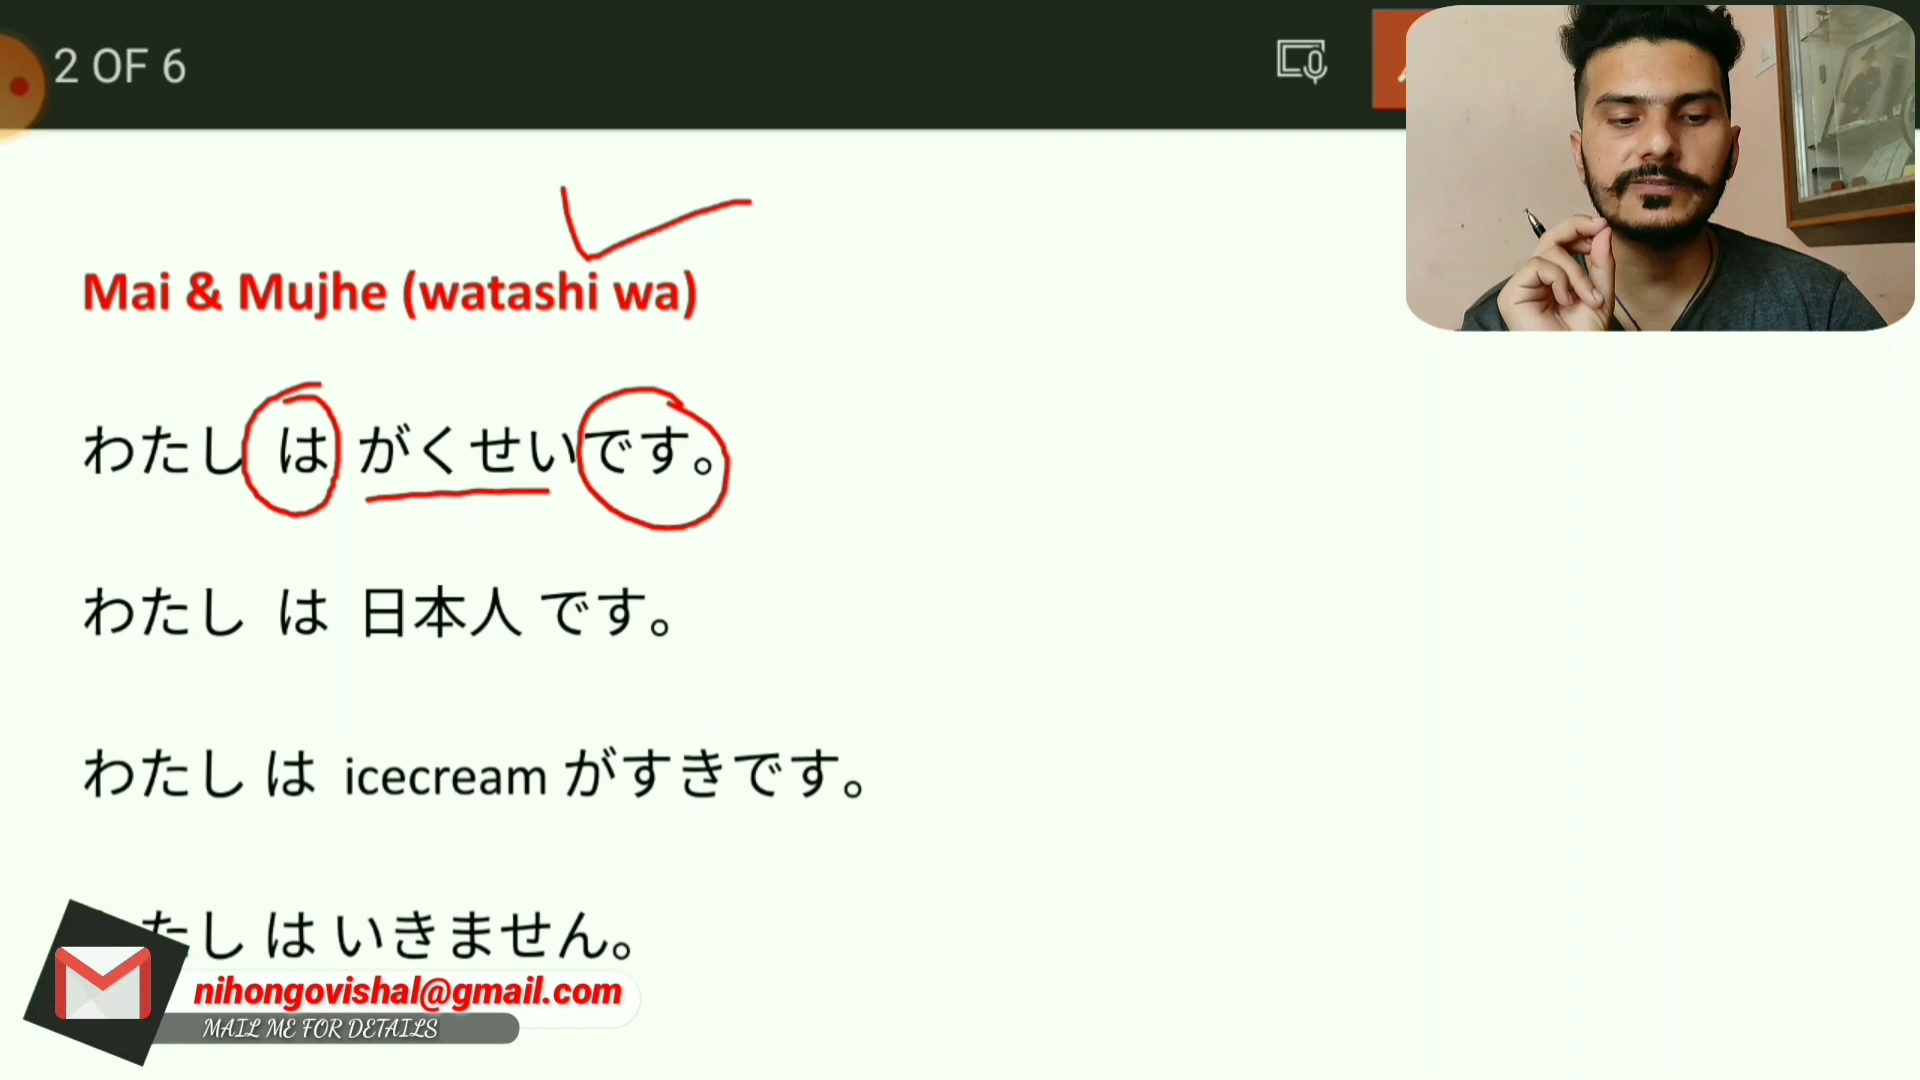 2 OF 6
Mai & Mujhe (watashi wa)
わたし は がくせいです。
わたし は 日本人 です。
わたし は icecream がすきです。
たし は いきません。
nihongovishal@gmail.com
MAIL ME FOR DETAILS